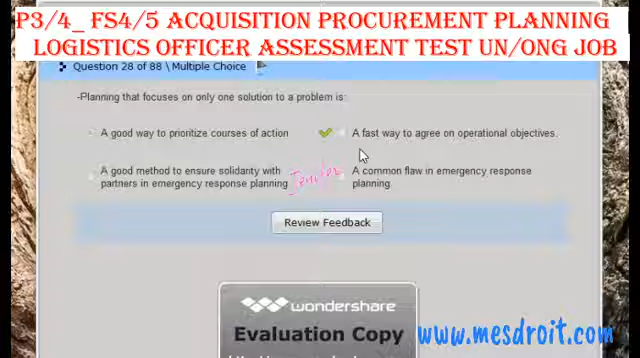 P3/4_ FS4/5 ACQUISITION PROCUREMENT PLANNING
LOGISTICS OFFICER ASSESSMENT TEST UN/ONG JOB
Question 28 of 88 \ Multiple Choice
-Planning that focuses on only one solution to a problem is:
A good way to prioritize courses of action
A fast way to agree on operational objectives.
A good method to ensure solidarity with
partners in emergency response planning
A common flaw in emergency response
planning.
Review Feedback
wondershare
Evaluation Copy
www.mesdroit.com